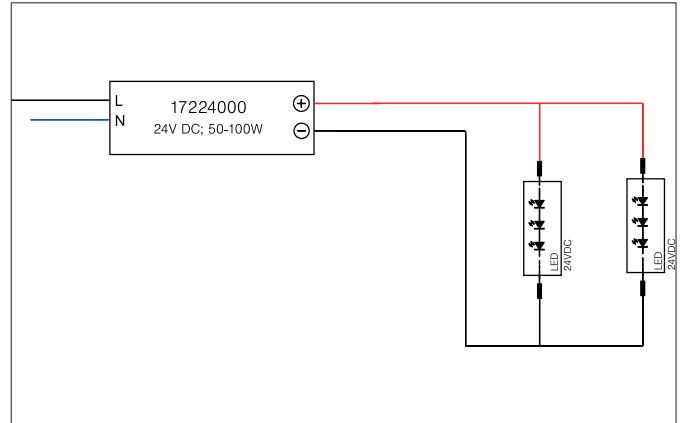 L
N
17224000
24V DC; 50-100W
+
−
LED
24VDC
LED
24VDC